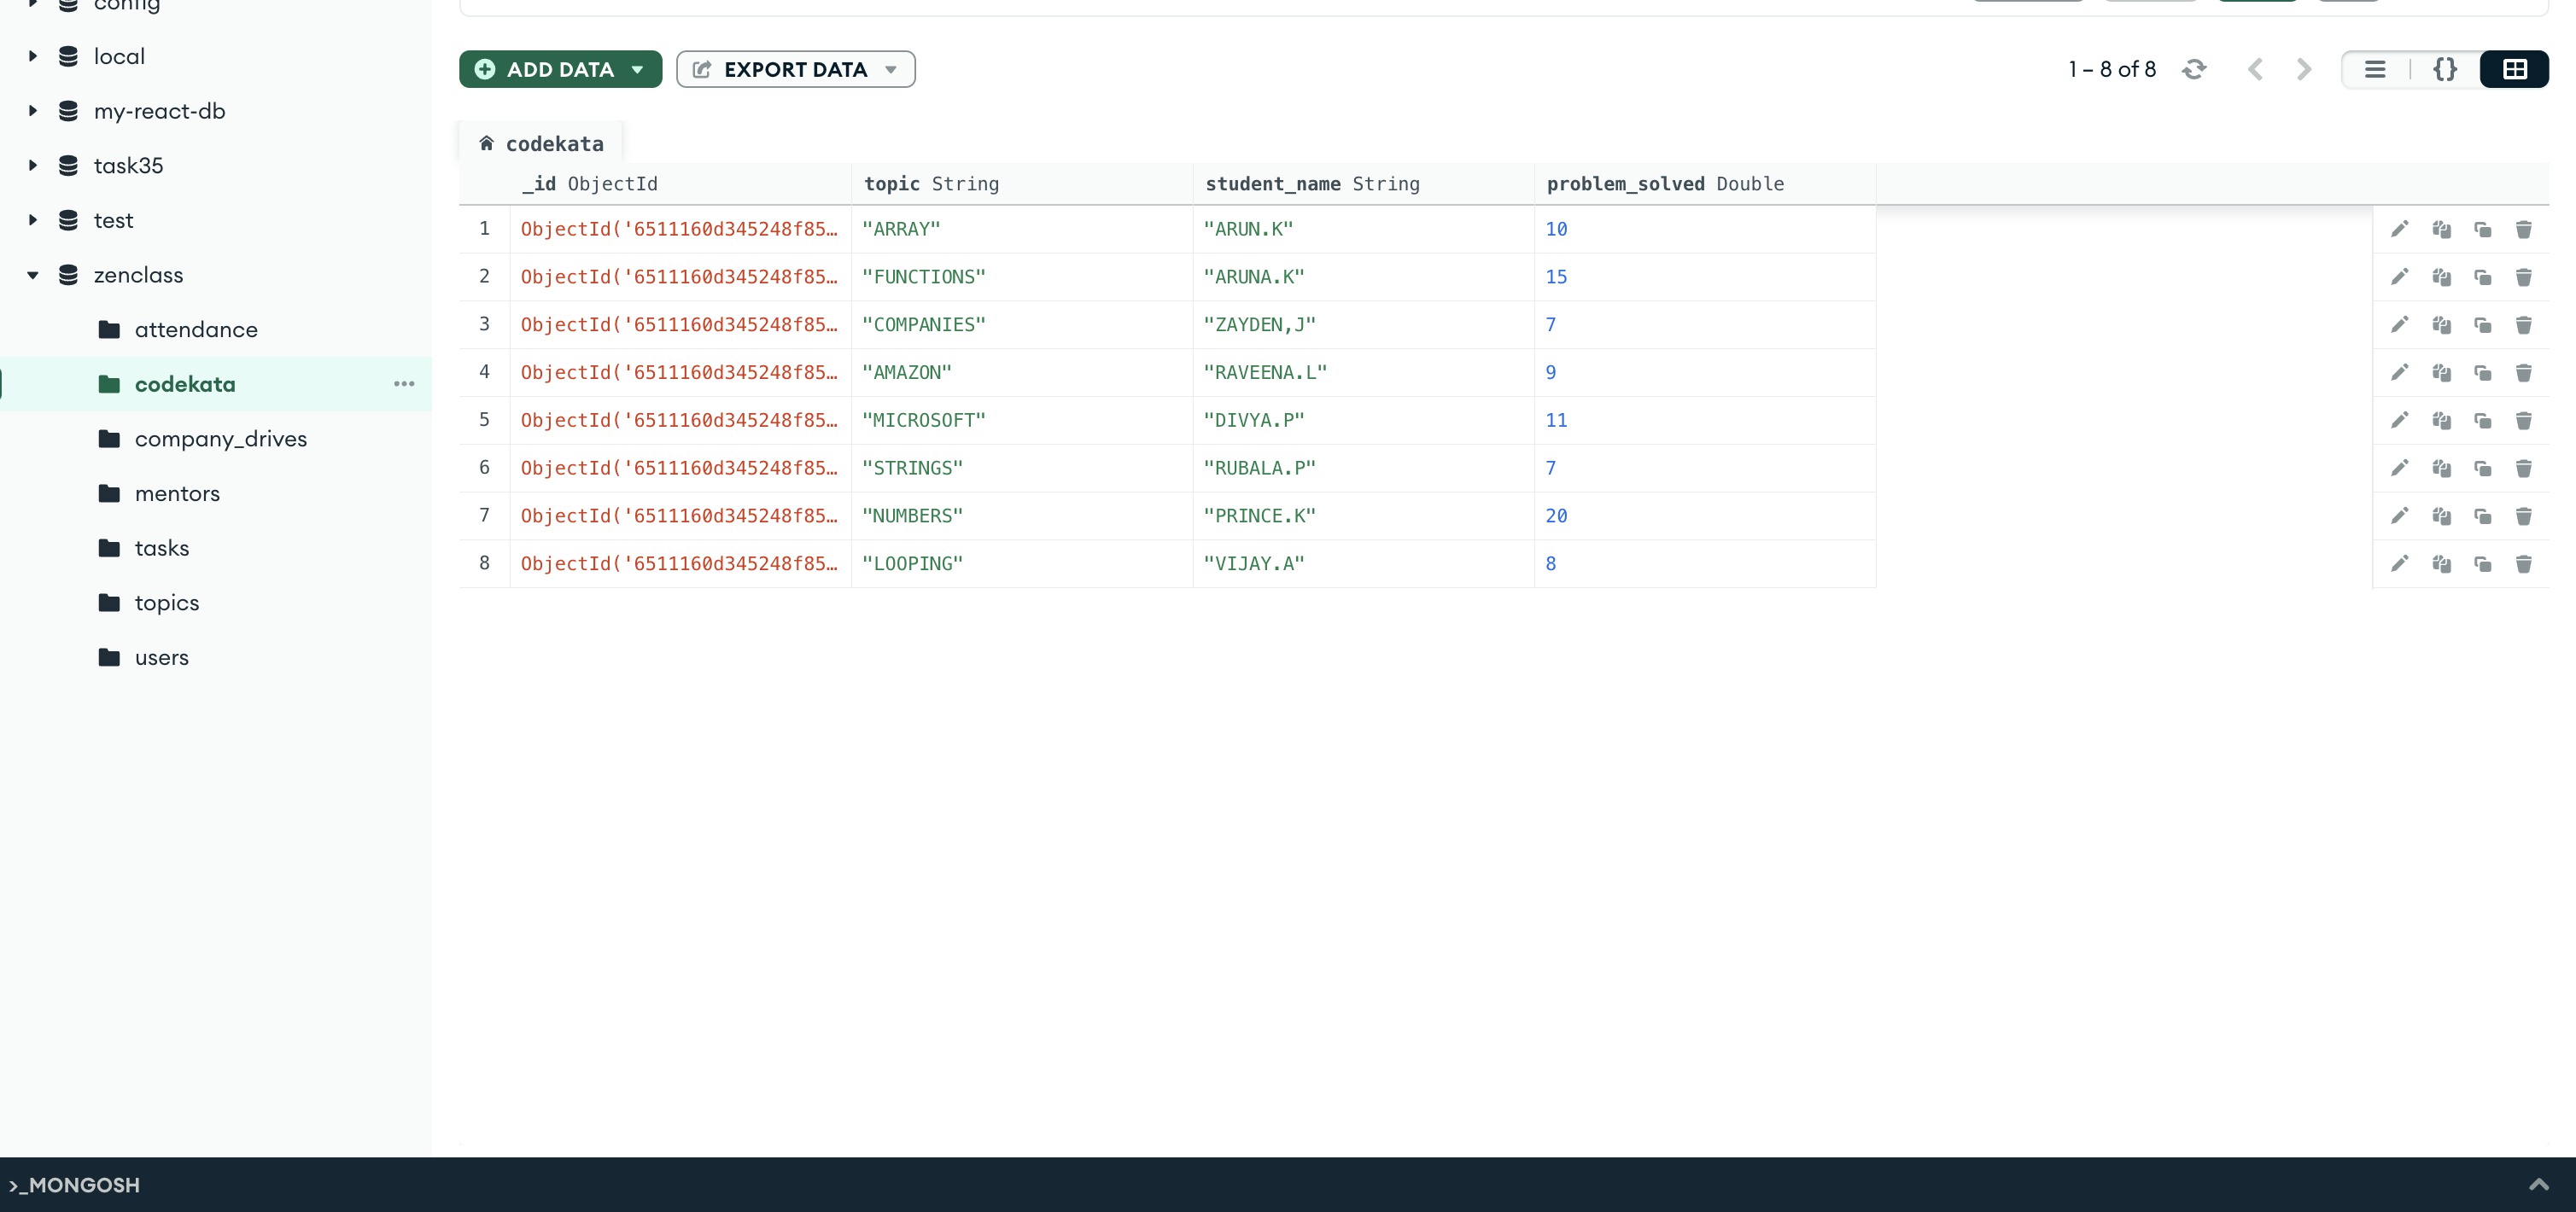 config
local
my-react-db
task35
test
zenclass
attendance
codekata
company_drives
mentors
tasks
topics
users
ADD DATA EXPORT DATA 1 – 8 of 8 {}
codekata
_id ObjectId topic String student_name String problem_solved Double
1 ObjectId('6511160d345248f85… "ARRAY" "ARUN.K" 10
2 ObjectId('6511160d345248f85… "FUNCTIONS" "ARUNA.K" 15
3 ObjectId('6511160d345248f85… "COMPANIES" "ZAYDEN,J" 7
4 ObjectId('6511160d345248f85… "AMAZON" "RAVEENA.L" 9
5 ObjectId('6511160d345248f85… "MICROSOFT" "DIVYA.P" 11
6 ObjectId('6511160d345248f85… "STRINGS" "RUBALA.P" 7
7 ObjectId('6511160d345248f85… "NUMBERS" "PRINCE.K" 20
8 ObjectId('6511160d345248f85… "LOOPING" "VIJAY.A" 8
>_MONGOSH